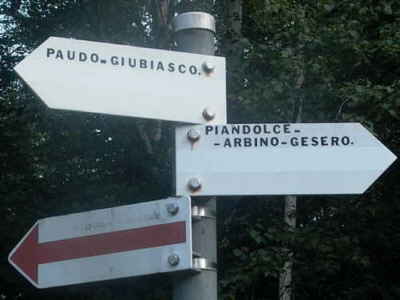 PAUDO-GIUBIASCO.
PIANDOLCE-
-ARBINO-GESERO.